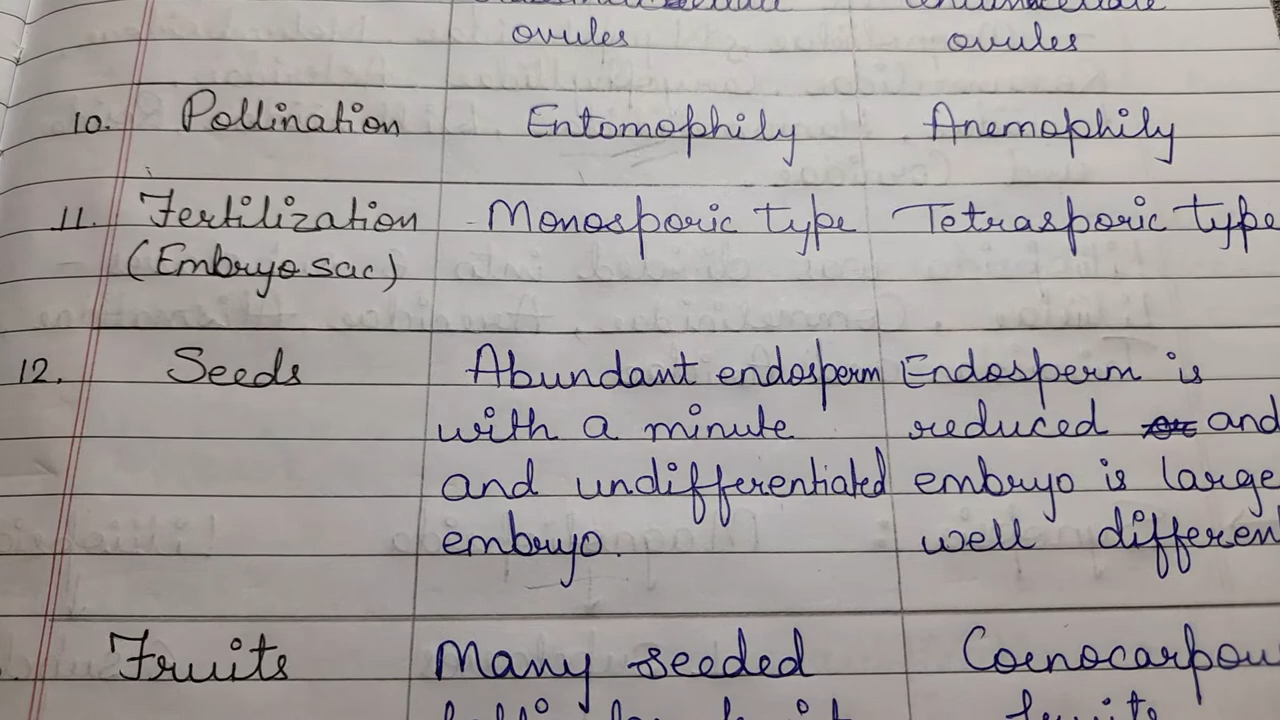 ovules ovules
10. Pollination Entomophily Anemophily
11. Fertilization - Monosporic type Tetrasporic type
(Embryo sac)
12. Seeds Abundant endosperm Endosperm is
with a minute reduced and
and undifferentiated embryo is large
embryo. well differen
Fruits Many seeded Coenocarpou
fruits